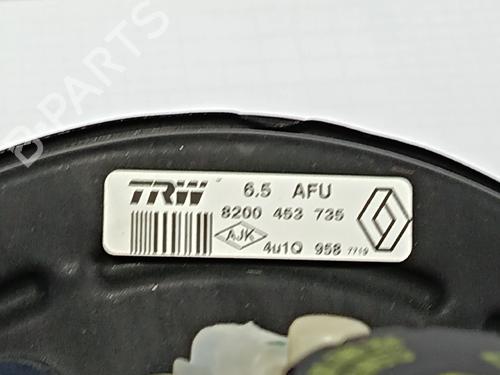 B-PARTS
TRW 6.5 AFU
8200 453 735
AJK 4u1Q 958 7719